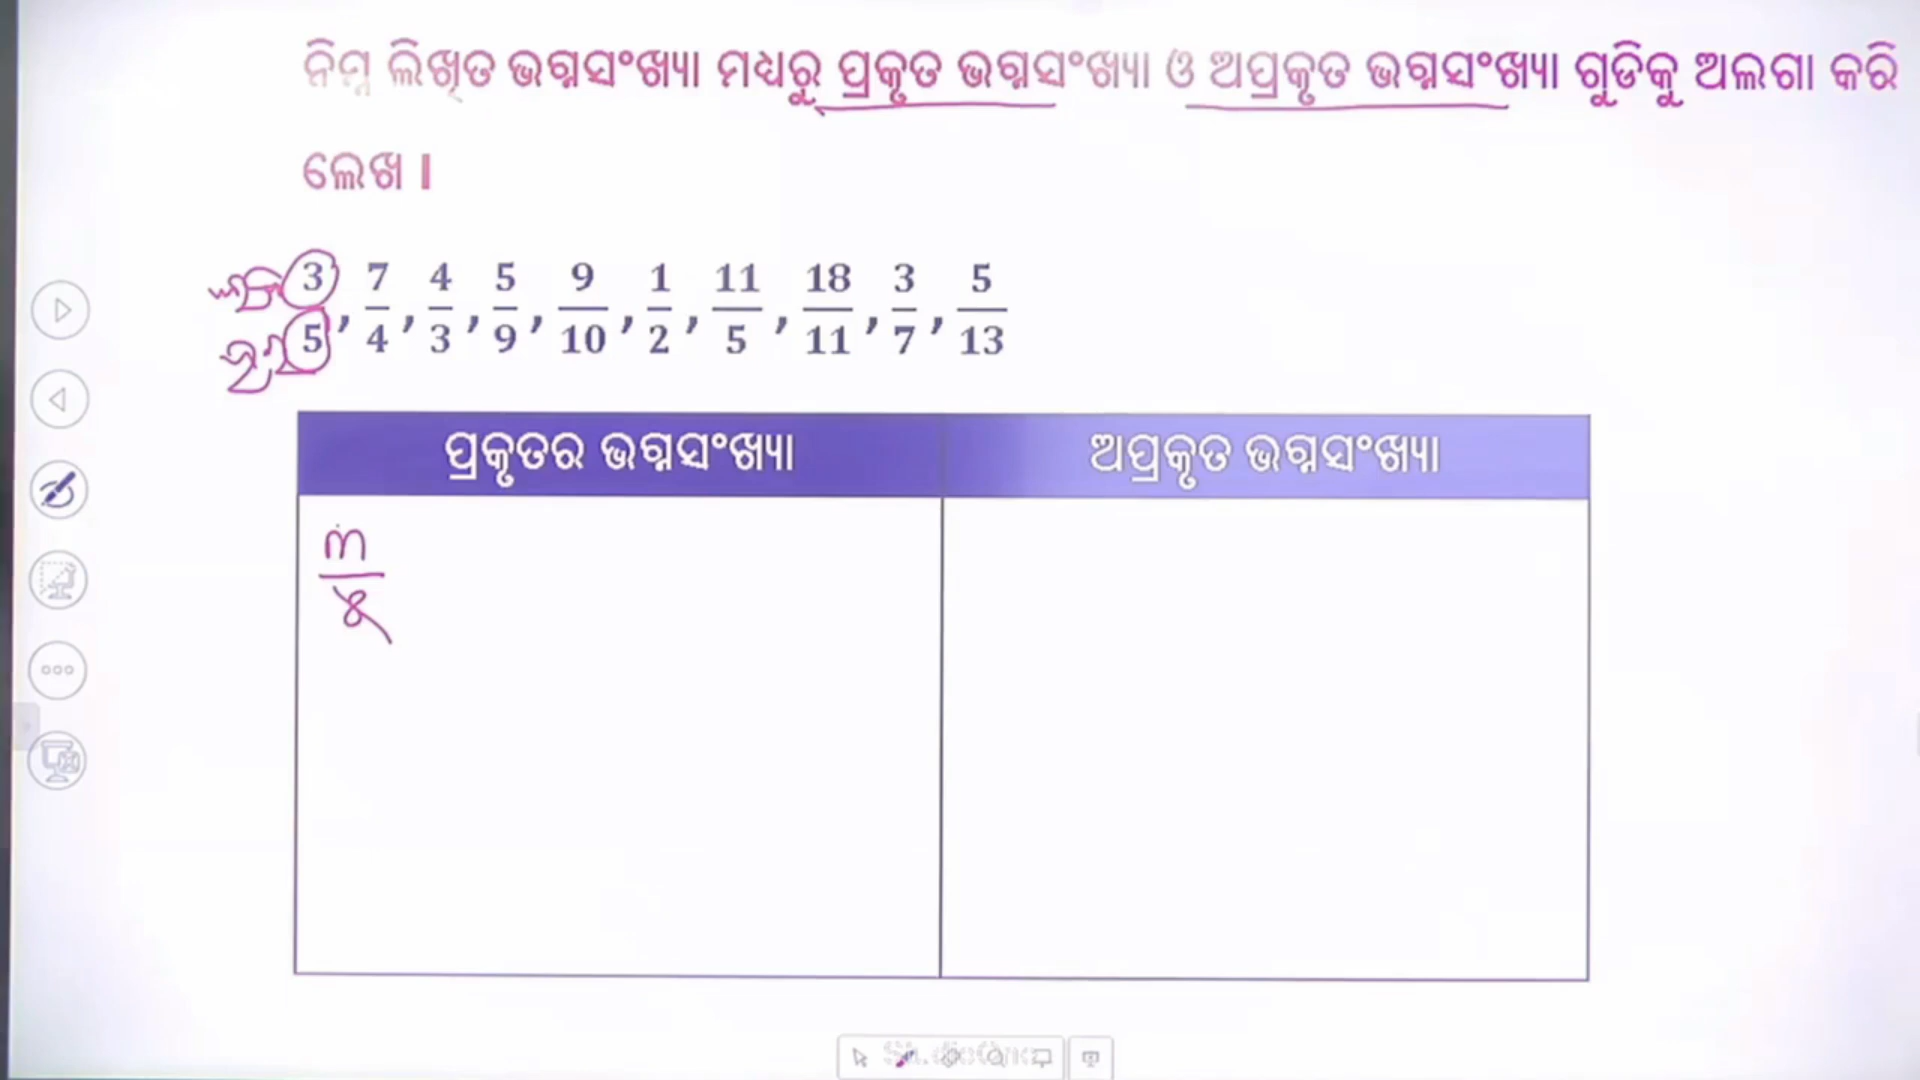 ନିମ୍ନ ଲିଖିତ ଭଗ୍ନସଂଖ୍ୟା ମଧ୍ୟରୁ ପ୍ରକୃତ ଭଗ୍ନସଂଖ୍ୟା ଓ ଅପ୍ରକୃତ ଭଗ୍ନସଂଖ୍ୟା ଗୁଡିକୁ ଅଲଗା କରି
ଲେଖ ।
3/5, 7/4, 4/3, 5/9, 9/10, 1/2, 11/5, 18/11, 3/7, 5/13
ପ୍ରକୃତର ଭଗ୍ନସଂଖ୍ୟା ଅପ୍ରକୃତ ଭଗ୍ନସଂଖ୍ୟା
୩/୫